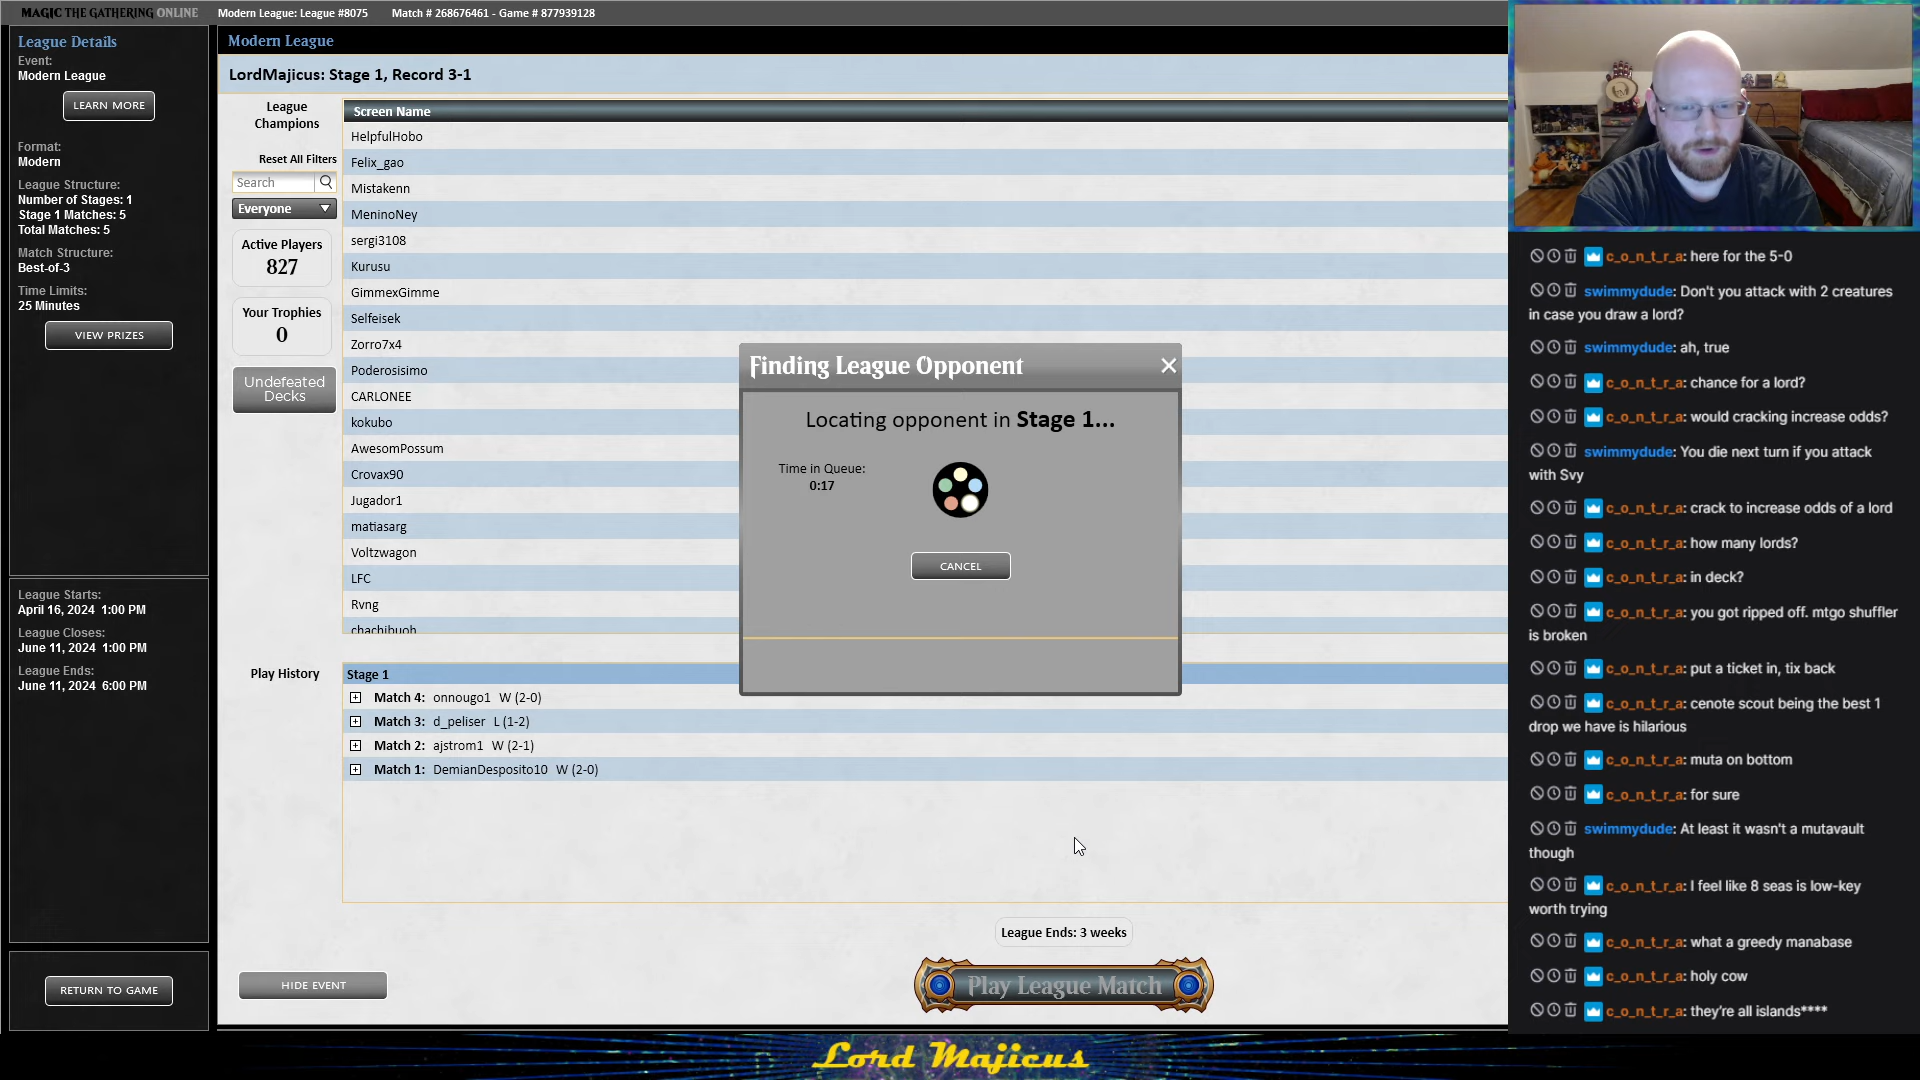 MAGIC THE GATHERING ONLINE
Modern League: League #8075
Match # 268676461 - Game # 877939128
League Details
Event:
Modern League
LEARN MORE
Format:
Modern
League Structure:
Number of Stages: 1
Stage 1 Matches: 5
Total Matches: 5
Match Structure:
Best-of-3
Time Limits:
25 Minutes
VIEW PRIZES
League Starts:
April 16, 2024 1:00 PM
League Closes:
June 11, 2024 1:00 PM
League Ends:
June 11, 2024 6:00 PM
RETURN TO GAME
Modern League
LordMajicus: Stage 1, Record 3-1
League
Champions
Reset All Filters
Search
Everyone
Active Players
827
Your Trophies
0
Undefeated
Decks
Screen Name
HelpfulHobo
Felix_gao
Mistakenn
MeninoNey
sergi3108
Kurusu
GimmexGimme
Selfeisek
Zorro7x4
Poderosisimo
CARLONEE
kokubo
AwesomPossum
Crovax90
Jugador1
matiasarg
Voltzwagon
LFC
Rvng
chachibuoh
Finding League Opponent
Locating opponent in Stage 1...
Time in Queue:
0:17
CANCEL
Play History
Stage 1
Match 4: onnougo1 W (2-0)
Match 3: d_peliser L (1-2)
Match 2: ajstrom1 W (2-1)
Match 1: DemianDesposito10 W (2-0)
League Ends: 3 weeks
HIDE EVENT
Play League Match
c_o_n_t_r_a: here for the 5-0
swimmydude: Don't you attack with 2 creatures
in case you draw a lord?
swimmydude: ah, true
c_o_n_t_r_a: chance for a lord?
c_o_n_t_r_a: would cracking increase odds?
swimmydude: You die next turn if you attack
with Svy
c_o_n_t_r_a: crack to increase odds of a lord
c_o_n_t_r_a: how many lords?
c_o_n_t_r_a: in deck?
c_o_n_t_r_a: you got ripped off. mtgo shuffler
is broken
c_o_n_t_r_a: put a ticket in, tix back
c_o_n_t_r_a: cenote scout being the best 1
drop we have is hilarious
c_o_n_t_r_a: muta on bottom
c_o_n_t_r_a: for sure
swimmydude: At least it wasn't a mutavault
though
c_o_n_t_r_a: I feel like 8 seas is low-key
worth trying
c_o_n_t_r_a: what a greedy manabase
c_o_n_t_r_a: holy cow
c_o_n_t_r_a: they're all islands****
Lord Majicus